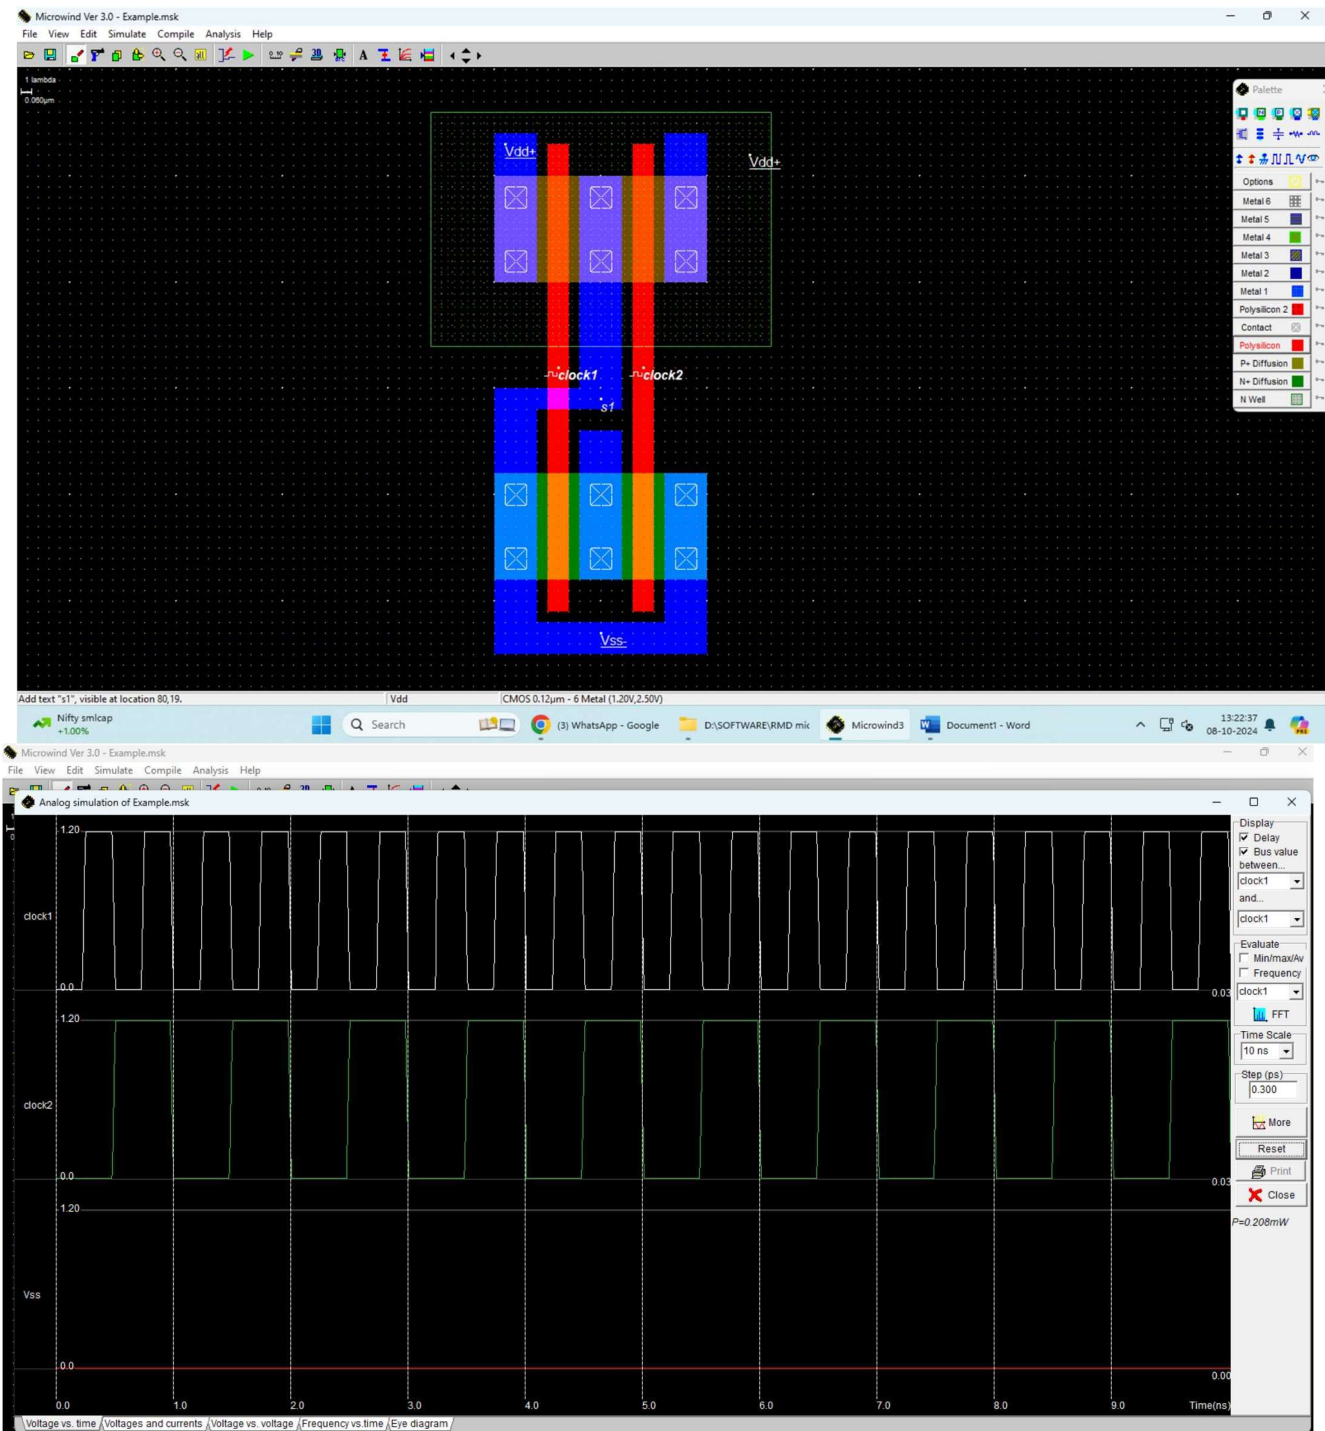 Microwind Ver 3.0 - Example.msk
File View Edit Simulate Compile Analysis Help
1 lambda
0.060µm
Palette
Vdd+
Vdd+
Options
Metal 6
Metal 5
Metal 4
Metal 3
Metal 2
Metal 1
Polysilicon 2
Contact
Polysilicon
P+ Diffusion
N+ Diffusion
N Well
clock1 clock2
s1
Vss-
Add text "s1", visible at location 80,19. Vdd CMOS 0.12µm - 6 Metal (1.20V,2.50V)
Nifty smlcap
+1.00%
Search
(3) WhatsApp - Google
D:\SOFTWARE\RMD mic
Microwind3
Document1 - Word
13:22:37
08-10-2024
Microwind Ver 3.0 - Example.msk
File View Edit Simulate Compile Analysis Help
Analog simulation of Example.msk
1.20
clock1
0.0
0.03
1.20
clock2
0.0
0.03
1.20
Vss
0.0
0.00
0.0 1.0 2.0 3.0 4.0 5.0 6.0 7.0 8.0 9.0 Time(ns)
Display
Delay
Bus value
between...
clock1
and...
clock1
Evaluate
Min/max/Av
Frequency
clock1
FFT
Time Scale
10 ns
Step (ps)
0.300
More
Reset
Print
Close
P=0.208mW
Voltage vs. time Voltages and currents Voltage vs. voltage Frequency vs.time Eye diagram